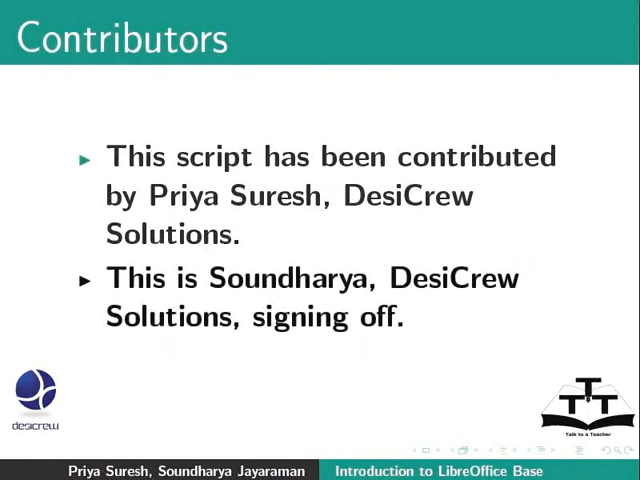 Contributors
This script has been contributed
by Priya Suresh, DesiCrew
Solutions.
This is Soundharya, DesiCrew
Solutions, signing off.
desicrew
T
T T
Talk to a Teacher
Priya Suresh, Soundharya Jayaraman
Introduction to LibreOffice Base